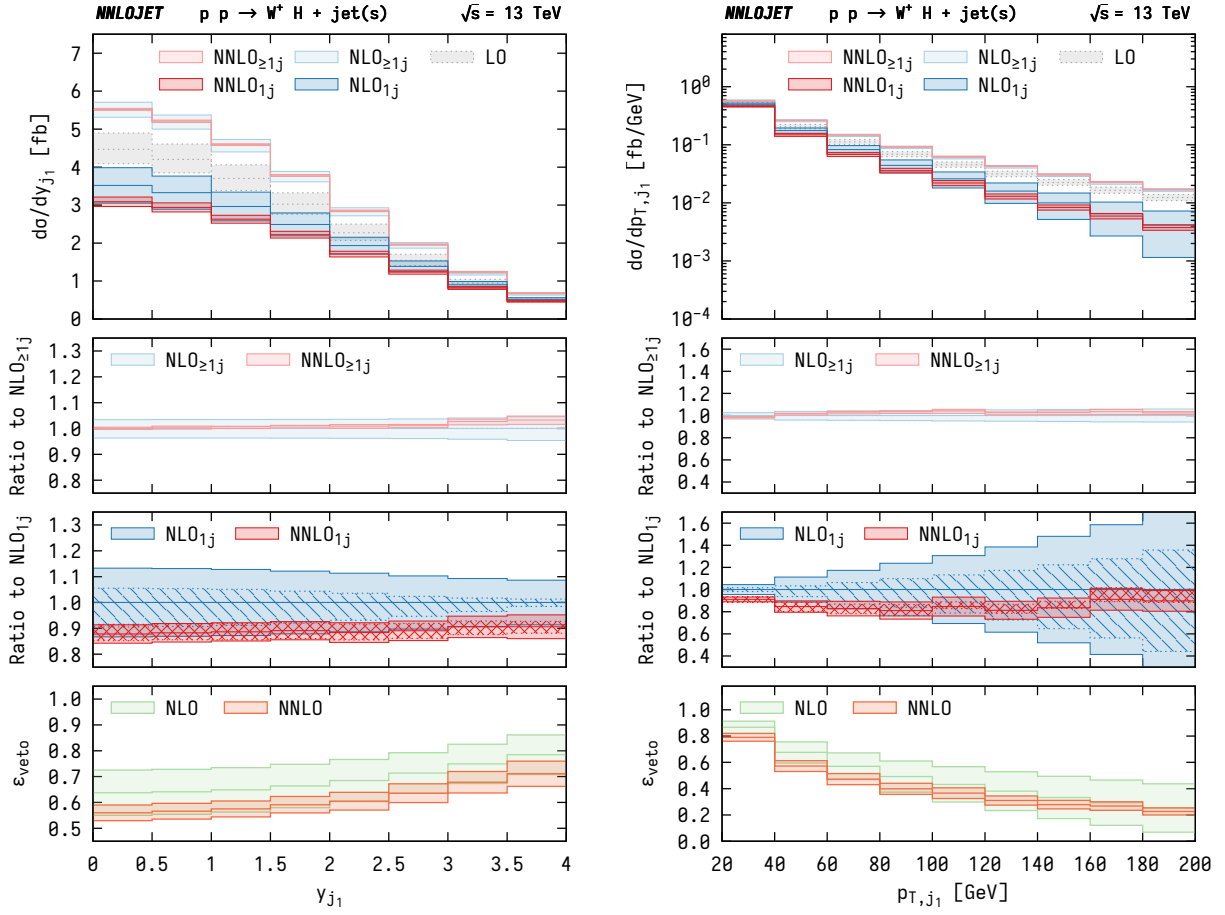 NNLOJET p p → W⁺ H + jet(s) √s = 13 TeV
NNLO≥1j NLO≥1j LO
NNLO1j NLO1j
dσ/dyj1 [fb]
7
6
5
4
3
2
1
0
Ratio to NLO≥1j
NLO≥1j NNLO≥1j
1.3
1.2
1.1
1.0
0.9
0.8
Ratio to NLO1j
NLO1j NNLO1j
1.3
1.2
1.1
1.0
0.9
0.8
εveto
NLO NNLO
1.0
0.9
0.8
0.7
0.6
0.5
0 0.5 1 1.5 2 2.5 3 3.5 4
yj1
NNLOJET p p → W⁺ H + jet(s) √s = 13 TeV
NNLO≥1j NLO≥1j LO
NNLO1j NLO1j
dσ/dpT,j1 [fb/GeV]
10⁰
10⁻¹
10⁻²
10⁻³
10⁻⁴
Ratio to NLO≥1j
NLO≥1j NNLO≥1j
1.6
1.4
1.2
1.0
0.8
0.6
0.4
Ratio to NLO1j
NLO1j NNLO1j
1.6
1.4
1.2
1.0
0.8
0.6
0.4
εveto
NLO NNLO
1.0
0.8
0.6
0.4
0.2
0.0
20 40 60 80 100 120 140 160 180 200
pT,j1 [GeV]